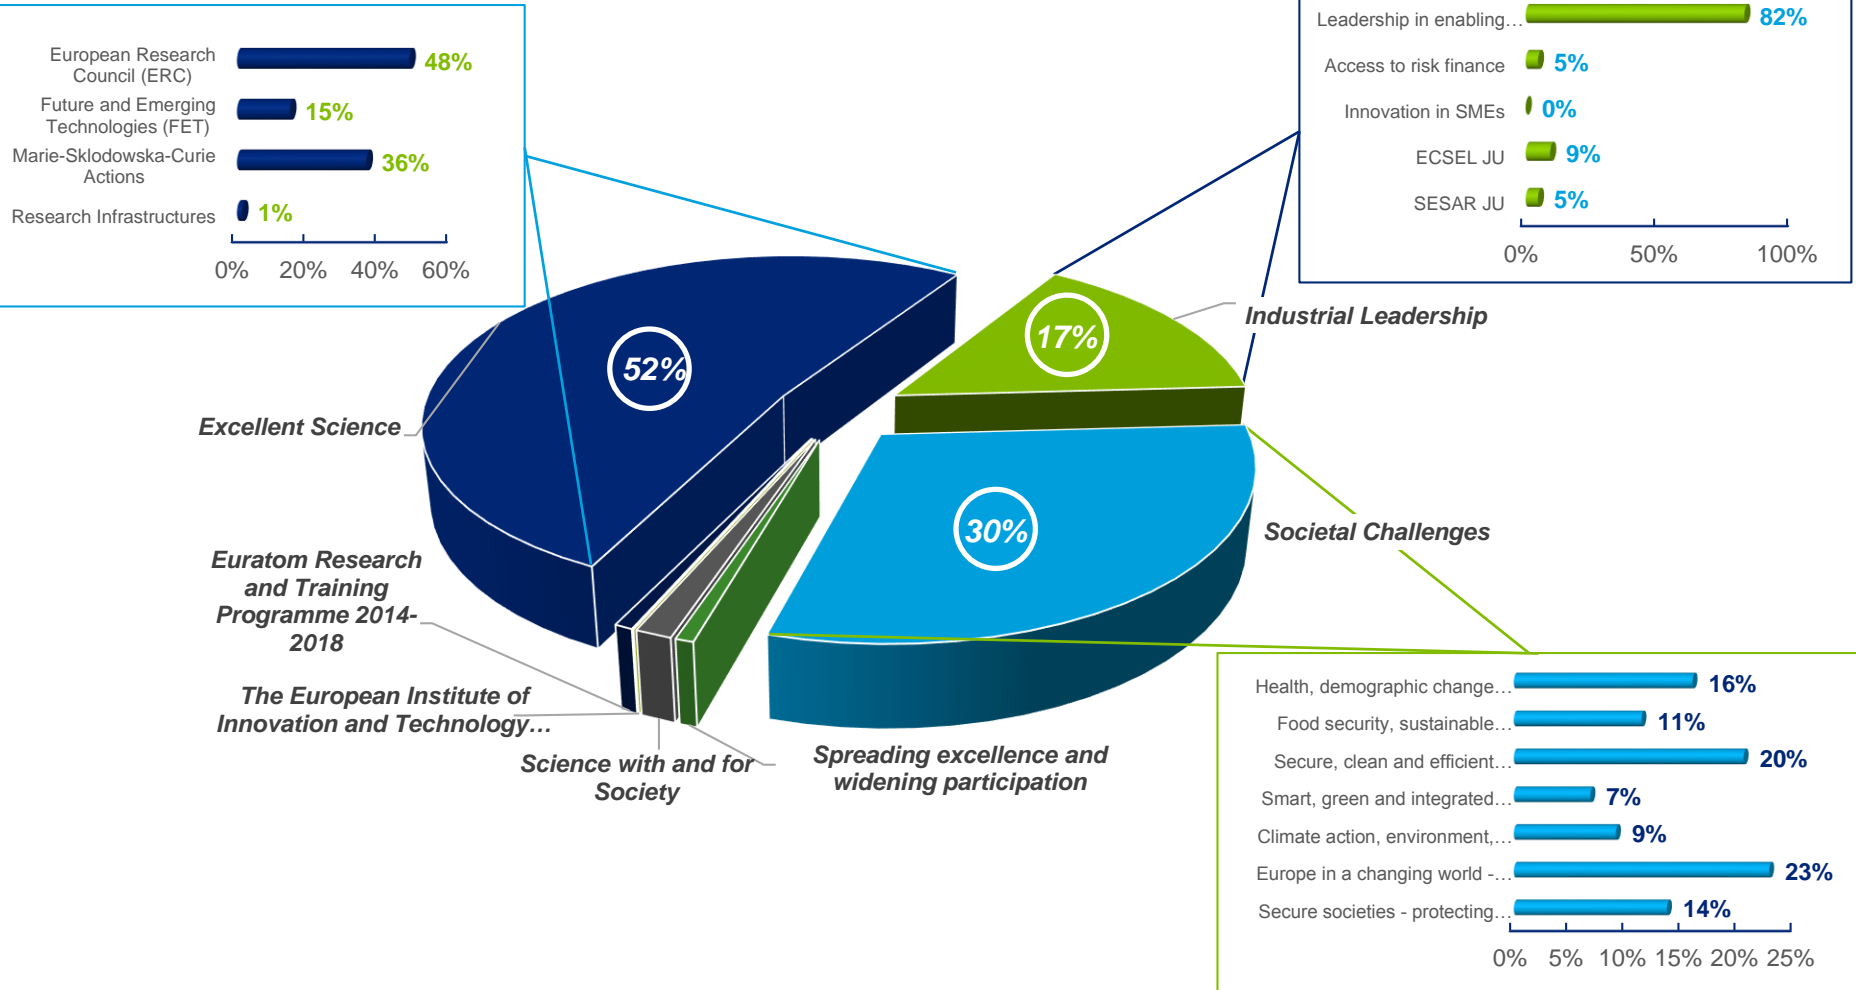 European Research
Council (ERC)
48%
Future and Emerging
Technologies (FET)
15%
Marie-Sklodowska-Curie
Actions
36%
Research Infrastructures
1%
0% 20% 40% 60%
Leadership in enabling…
82%
Access to risk finance
5%
Innovation in SMEs
0%
ECSEL JU
9%
SESAR JU
5%
0% 50% 100%
52%
17%
30%
Industrial Leadership
Excellent Science
Societal Challenges
Euratom Research
and Training
Programme 2014-
2018
The European Institute of
Innovation and Technology…
Science with and for
Society
Spreading excellence and
widening participation
Health, demographic change…
16%
Food security, sustainable…
11%
Secure, clean and efficient…
20%
Smart, green and integrated…
7%
Climate action, environment,…
9%
Europe in a changing world -…
23%
Secure societies - protecting…
14%
0% 5% 10% 15% 20% 25%